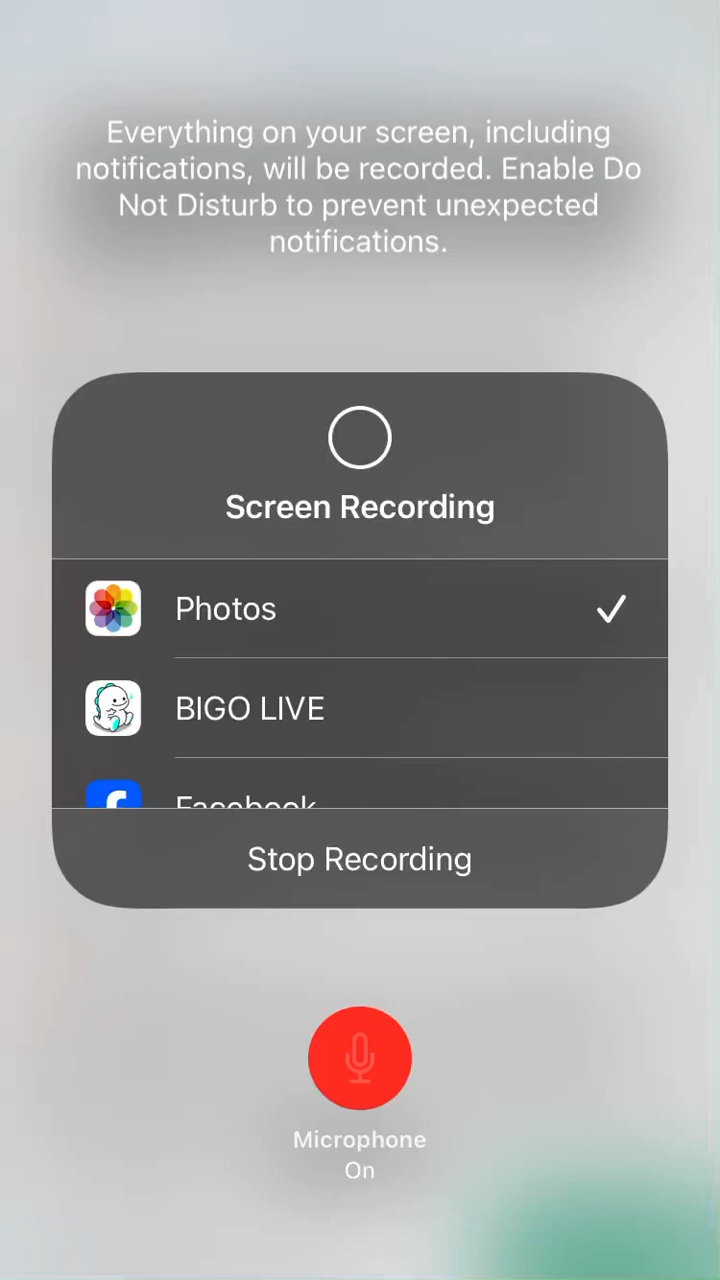 Everything on your screen, including
notifications, will be recorded. Enable Do
Not Disturb to prevent unexpected
notifications.
Screen Recording
Photos
BIGO LIVE
Facebook
Stop Recording
Microphone
On